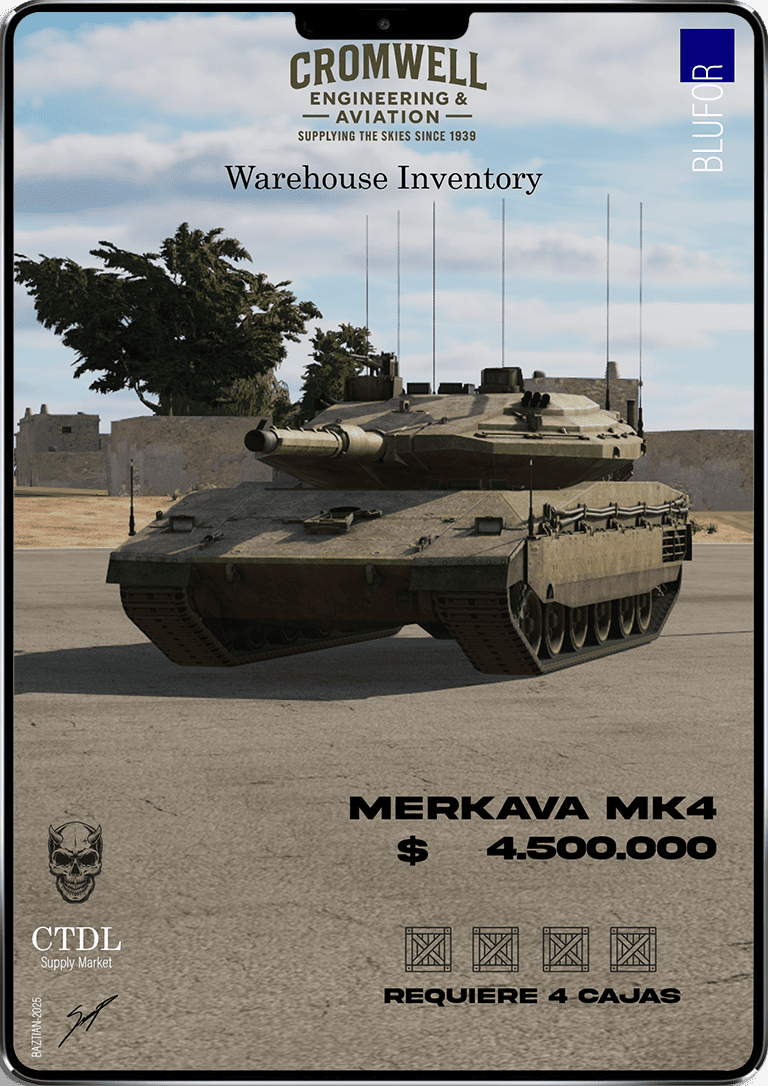 CROMWELL
ENGINEERING &
AVIATION
SUPPLYING THE SKIES SINCE 1939
BLUFOR
Warehouse Inventory
MERKAVA MK4
$ 4.500.000
CTDL
Supply Market
REQUIERE 4 CAJAS
BAZTIAN-2025